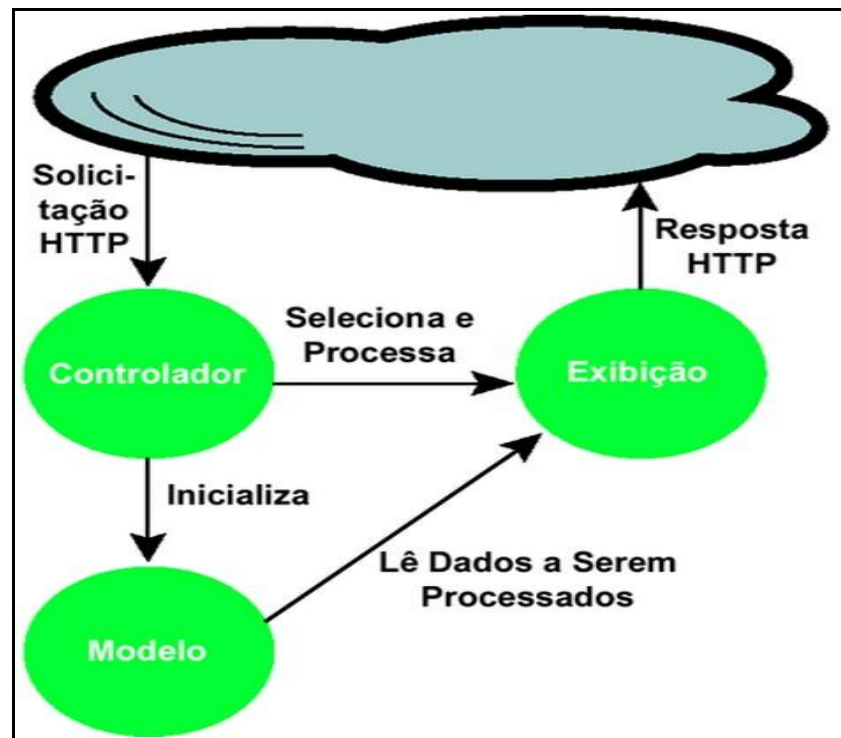 Solici-
tação
HTTP
Resposta
HTTP
Seleciona e
Processa
Controlador
Exibição
Inicializa
Lê Dados a Serem
Processados
Modelo